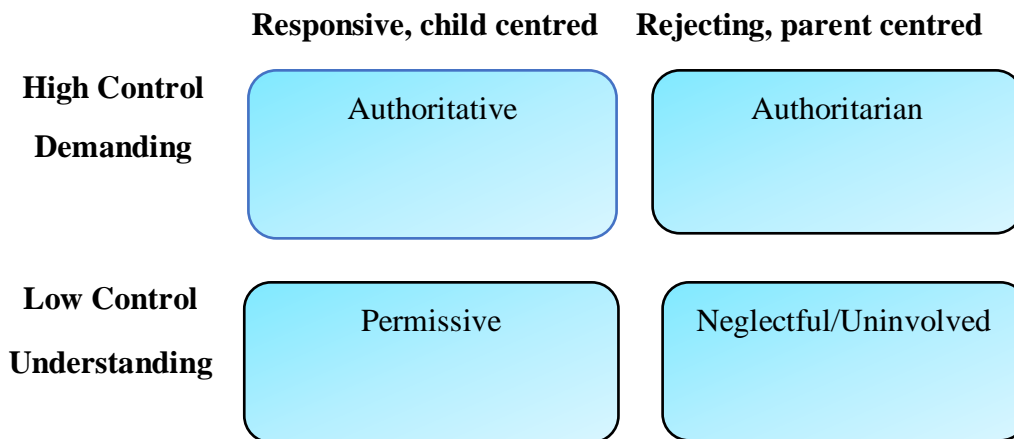 Responsive, child centred
Rejecting, parent centred
High Control
Demanding
Authoritative
Authoritarian
Low Control
Understanding
Permissive
Neglectful/Uninvolved